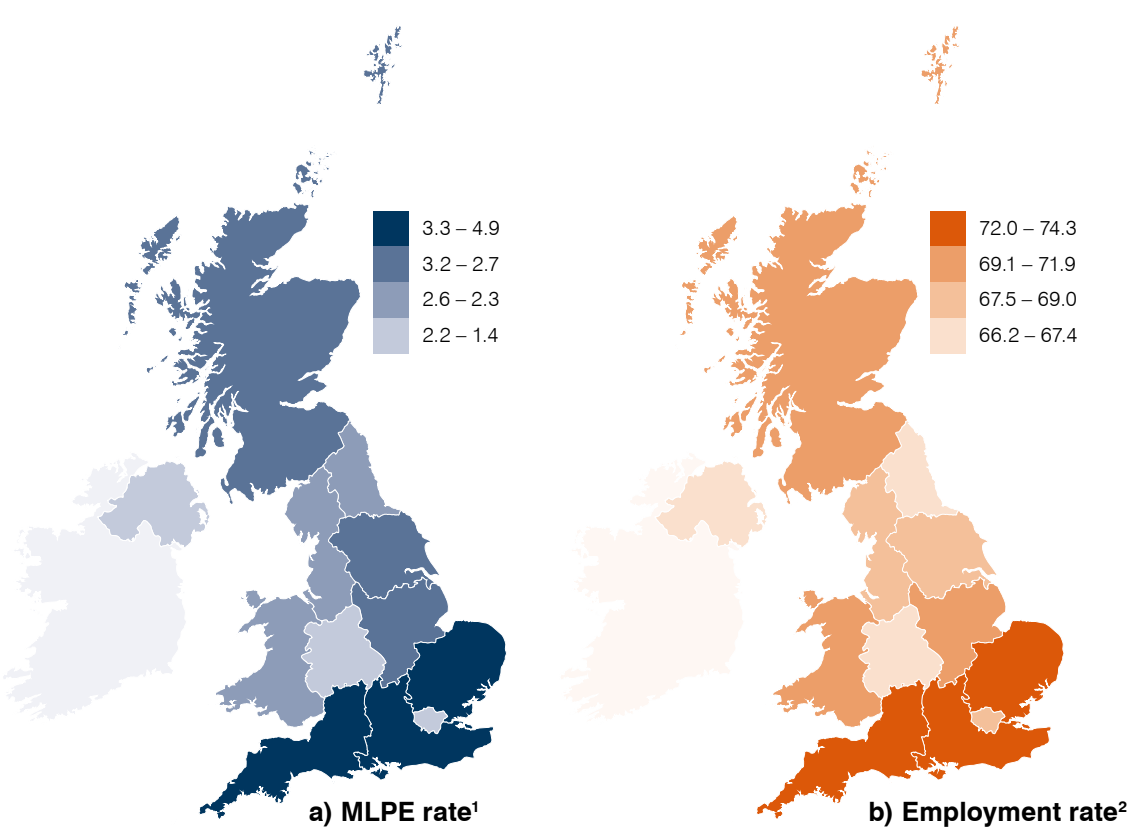 3.3 – 4.9
3.2 – 2.7
2.6 – 2.3
2.2 – 1.4
72.0 – 74.3
69.1 – 71.9
67.5 – 69.0
66.2 – 67.4
a) MLPE rate¹
b) Employment rate²